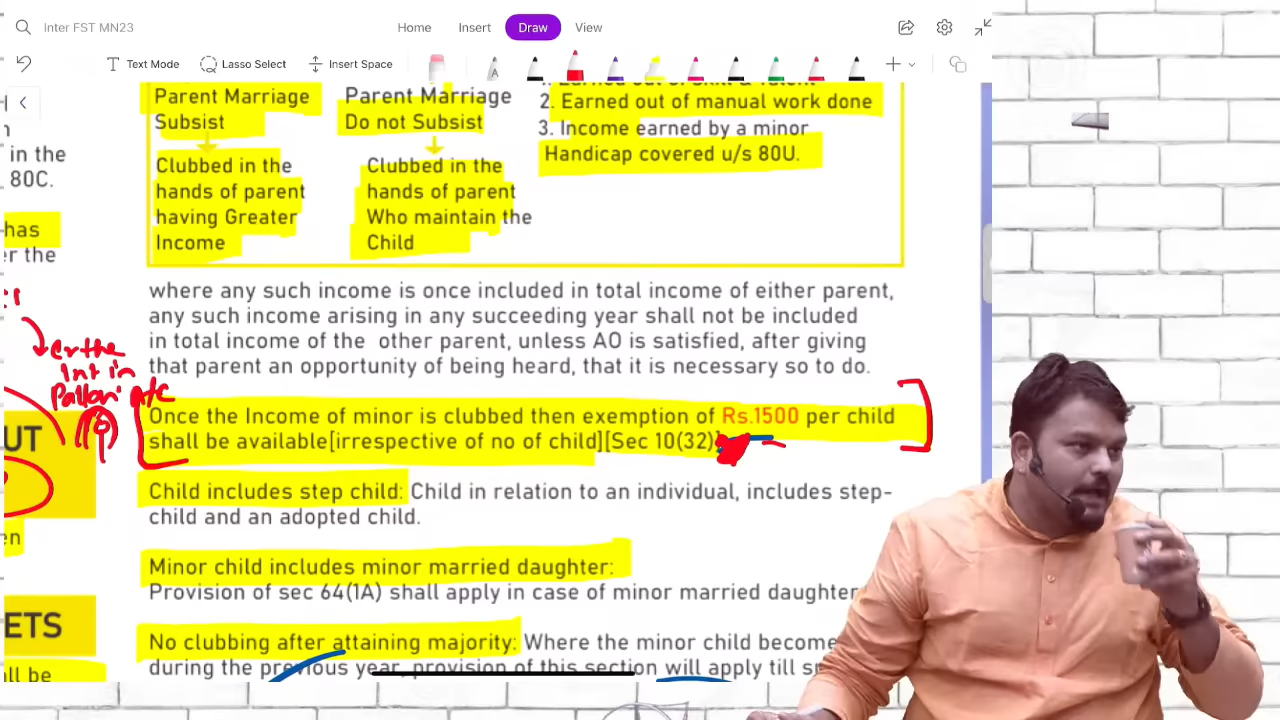 Inter FST MN23
Home Insert Draw View
Text Mode Lasso Select Insert Space
in the
80C.
has
er the
UT
en
ETS
ll be
Parent Marriage
Subsist
Clubbed in the
hands of parent
having Greater
Income
Parent Marriage
Do not Subsist
Clubbed in the
hands of parent
Who maintain the
Child
2. Earned out of manual work done
3. Income earned by a minor
Handicap covered u/s 80U.
where any such income is once included in total income of either parent,
any such income arising in any succeeding year shall not be included
in total income of the other parent, unless AO is satisfied, after giving
that parent an opportunity of being heard, that it is necessary so to do.
Once the Income of minor is clubbed then exemption of Rs.1500 per child
shall be available[irrespective of no of child][Sec 10(32)]
Child includes step child: Child in relation to an individual, includes step-
child and an adopted child.
Minor child includes minor married daughter:
Provision of sec 64(1A) shall apply in case of minor married daughter
No clubbing after attaining majority: Where the minor child become
during the previous year, provision of this section will apply till